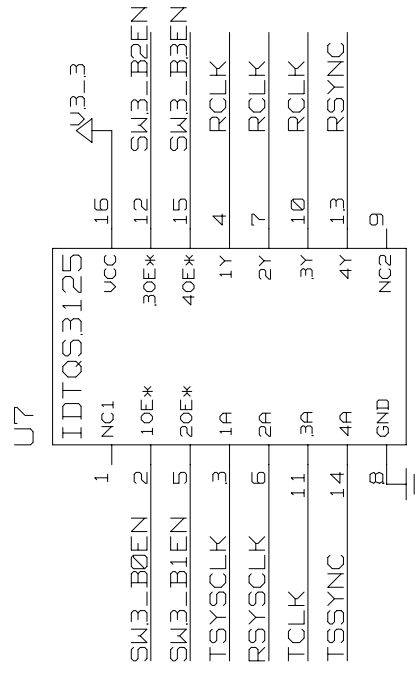 U7
IDTQS3125
1 NC1 VCC 16 V3_3
SW3_B0EN 2 1OE* 3OE* 12 SW3_B2EN
SW3_B1EN 5 2OE* 4OE* 15 SW3_B3EN
TSYSCLK 3 1A 1Y 4 RCLK
RSYSCLK 6 2A 2Y 7 RCLK
TCLK 11 3A 3Y 10 RCLK
TSSYNC 14 4A 4Y 13 RSYNC
8 GND NC2 9